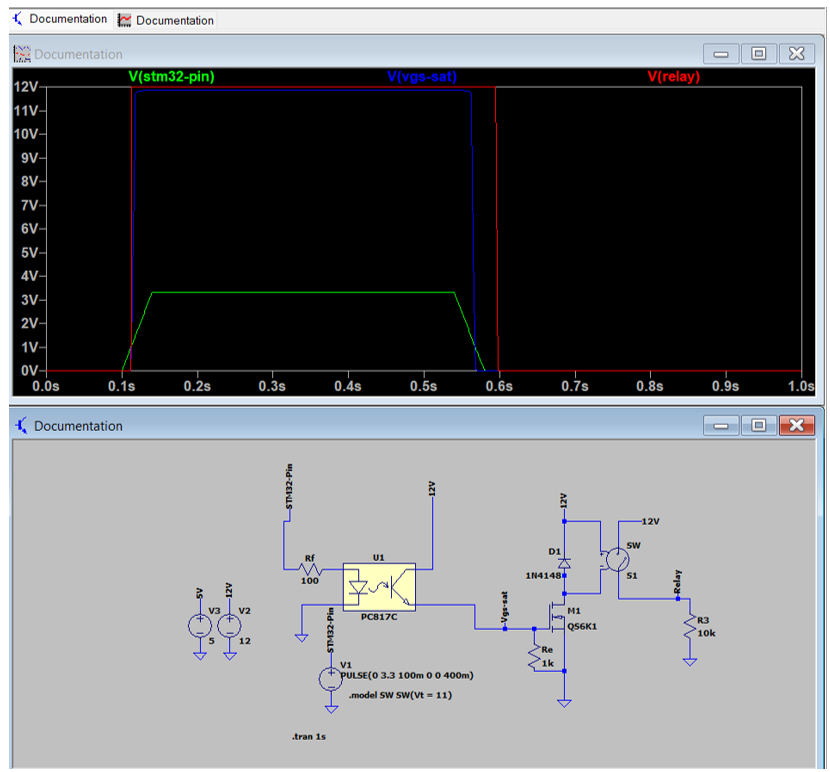 Documentation Documentation
Documentation
V(stm32-pin) V(vgs-sat) V(relay)
12V
11V
10V
9V
8V
7V
6V
5V
4V
3V
2V
1V
0V
0.0s 0.1s 0.2s 0.3s 0.4s 0.5s 0.6s 0.7s 0.8s 0.9s 1.0s
Documentation
STM32-Pin
12V
12V
12V
Rf
100
U1
PC817C
D1
1N4148
SW
S1
5V
12V
V3
5
V2
12
STM32-Pin
V1
PULSE(0 3.3 100m 0 0 400m)
.model SW SW(Vt = 11)
.tran 1s
Vgs-sat
M1
QS6K1
Re
1k
Relay
R3
10k